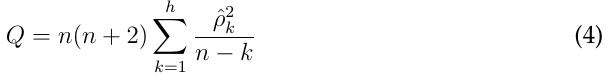 $Q = n(n+2)\sum_{k=1}^{h}\frac{\hat{\rho}_k^2}{n-k}$ (4)